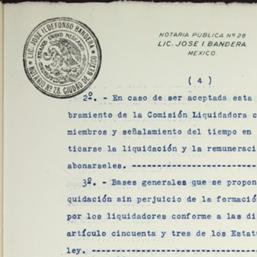 LIC. JOSE ILDEFONSO BANDERA
NOTARIO Nº 28, CIUDAD DE MEXICO
NOTARIA PUBLICA Nº 28
LIC. JOSE I. BANDERA
MEXICO.
(4)
2º. - En caso de ser aceptada esta
bramiento de la Comisión Liquidadora c
miembros y señalamiento del tiempo en
ticarse la liquidación y la remuneraci
abonarseles. -----------------
3º. - Bases generales que se propon
quidación sin perjuicio de la formació
por los liquidadores conforme a las di
artículo cincuenta y tres de los Estat
ley. -----------------